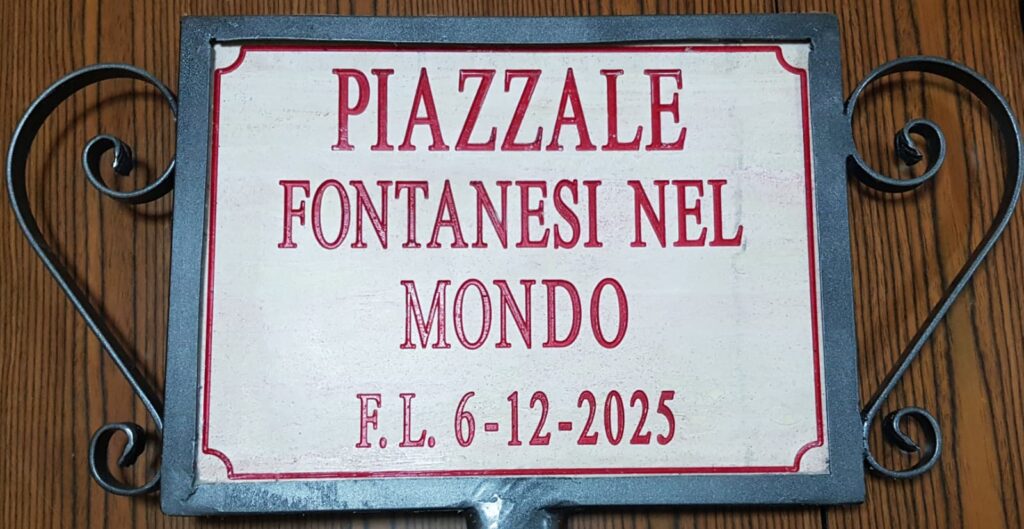 PIAZZALE
FONTANESI NEL
MONDO
F. L. 6-12-2025